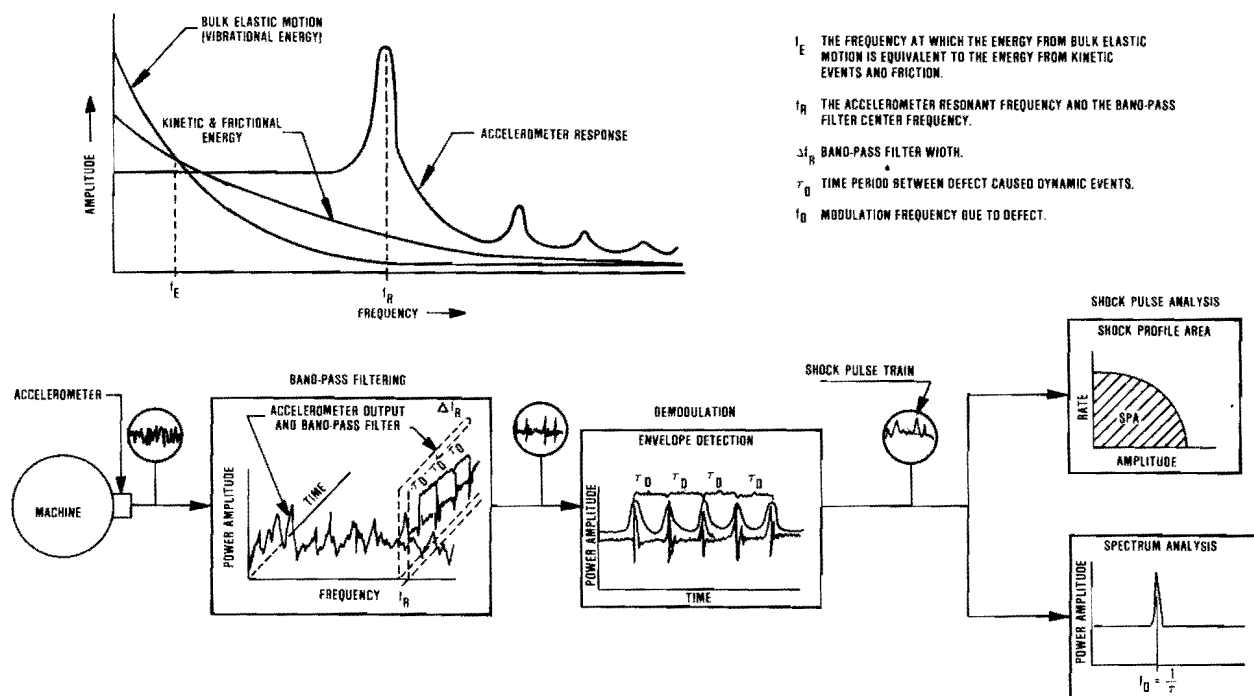 BULK ELASTIC MOTION
(VIBRATIONAL ENERGY)
KINETIC & FRICTIONAL
ENERGY
ACCELEROMETER RESPONSE
AMPLITUDE
fE
fR
FREQUENCY
fE THE FREQUENCY AT WHICH THE ENERGY FROM BULK ELASTIC
MOTION IS EQUIVALENT TO THE ENERGY FROM KINETIC
EVENTS AND FRICTION.
fR THE ACCELEROMETER RESONANT FREQUENCY AND THE BAND-PASS
FILTER CENTER FREQUENCY.
ΔfR BAND-PASS FILTER WIDTH.
τD TIME PERIOD BETWEEN DEFECT CAUSED DYNAMIC EVENTS.
fD MODULATION FREQUENCY DUE TO DEFECT.
ACCELEROMETER
MACHINE
BAND-PASS FILTERING
ACCELEROMETER OUTPUT
AND BAND-PASS FILTER
ΔfR
τD τD τD
TIME
POWER AMPLITUDE
FREQUENCY
fR
DEMODULATION
ENVELOPE DETECTION
τD τD τD τD
POWER AMPLITUDE
TIME
SHOCK PULSE TRAIN
SHOCK PULSE ANALYSIS
SHOCK PROFILE AREA
RATE
SPA
AMPLITUDE
SPECTRUM ANALYSIS
POWER AMPLITUDE
fD = 1/τ